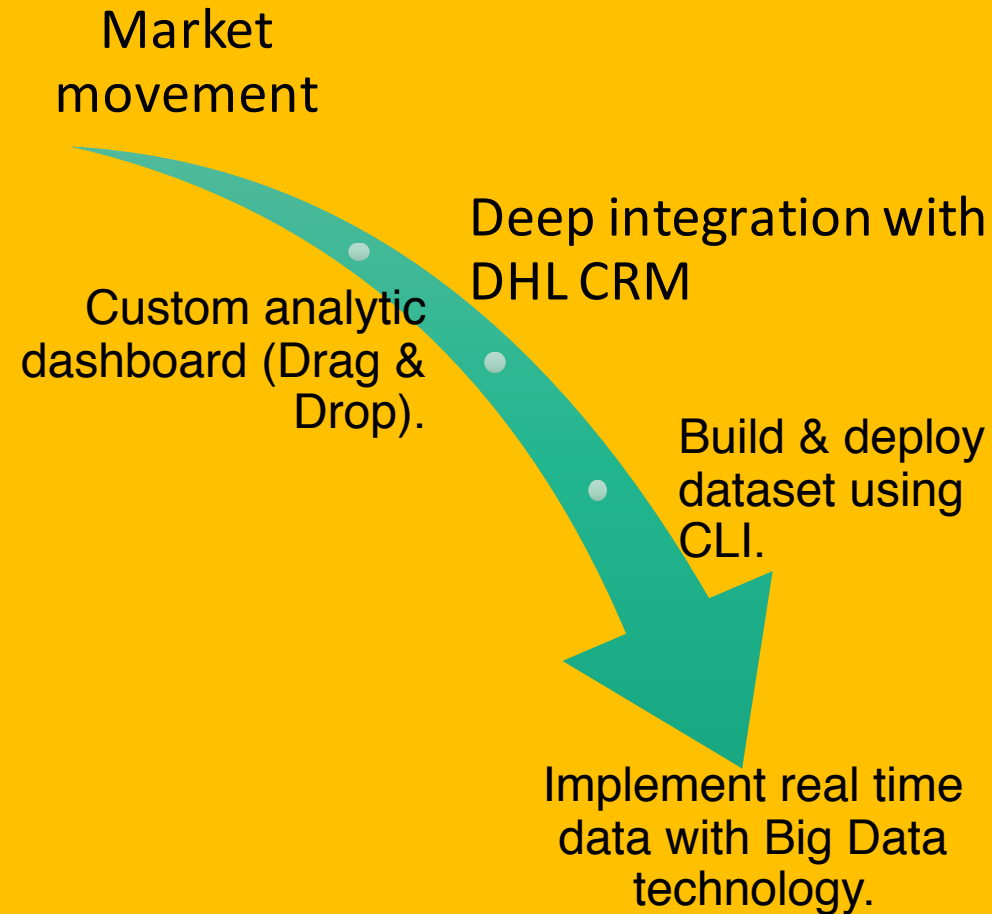 Market
movement
Deep integration with
DHL CRM
Custom analytic
dashboard (Drag &
Drop).
Build & deploy
dataset using
CLI.
Implement real time
data with Big Data
technology.